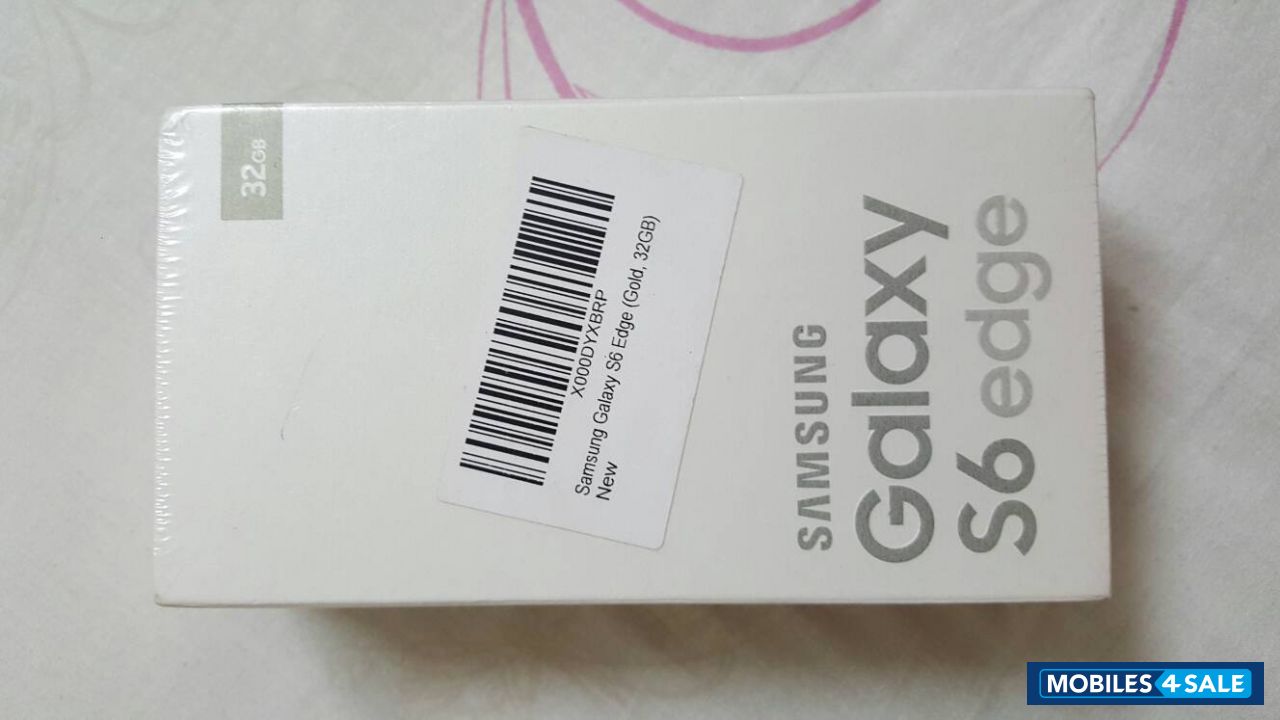 32GB
X000DYXBRP
Samsung Galaxy S6 Edge (Gold, 32GB)
New
SAMSUNG
Galaxy
S6 edge
MOBILES 4 SALE